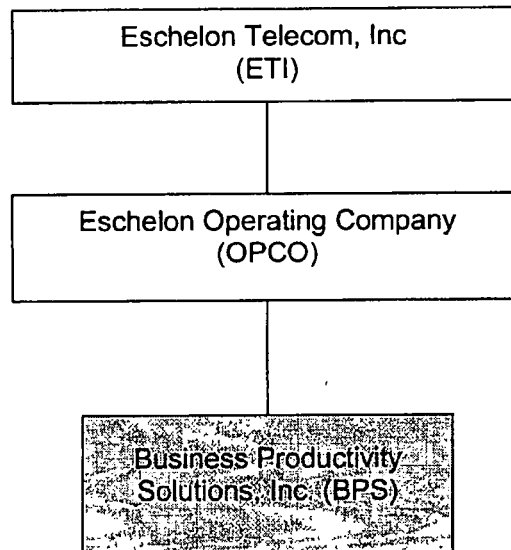 Eschelon Telecom, Inc
(ETI)
Eschelon Operating Company
(OPCO)
Business Productivity
Solutions, Inc. (BPS)